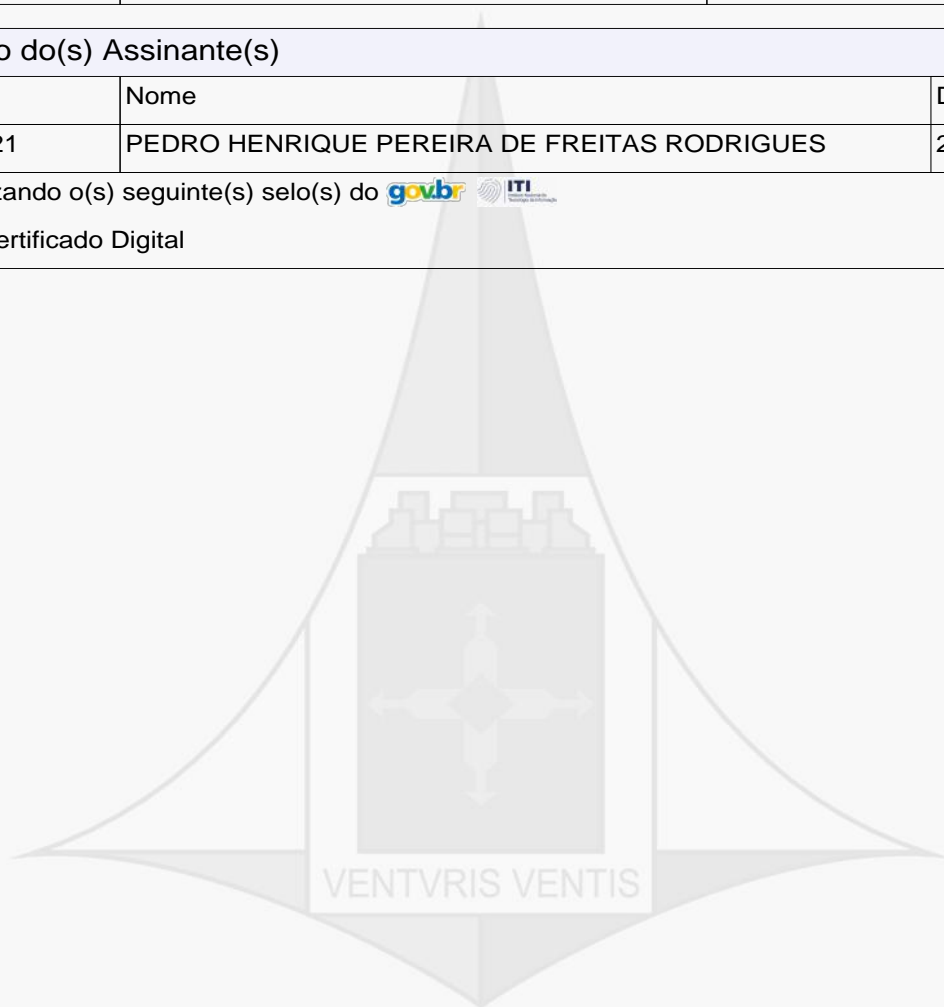 o do(s) Assinante(s)
Nome D
21 PEDRO HENRIQUE PEREIRA DE FREITAS RODRIGUES 2
zando o(s) seguinte(s) selo(s) do gov.br ITI
ertificado Digital
VENTVRIS VENTIS